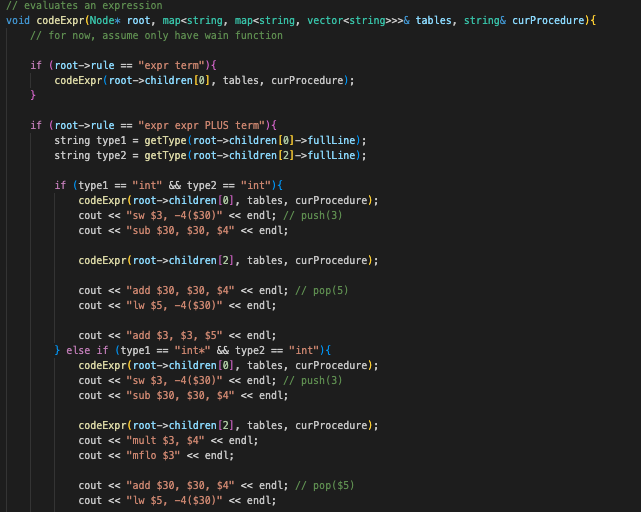 // evaluates an expression
void codeExpr(Node* root, map<string, map<string, vector<string>>>& tables, string& curProcedure){
    // for now, assume only have wain function

    if (root->rule == "expr term"){
        codeExpr(root->children[0], tables, curProcedure);
    }

    if (root->rule == "expr expr PLUS term"){
        string type1 = getType(root->children[0]->fullLine);
        string type2 = getType(root->children[2]->fullLine);

        if (type1 == "int" && type2 == "int"){
            codeExpr(root->children[0], tables, curProcedure);
            cout << "sw $3, -4($30)" << endl; // push(3)
            cout << "sub $30, $30, $4" << endl;

            codeExpr(root->children[2], tables, curProcedure);

            cout << "add $30, $30, $4" << endl; // pop(5)
            cout << "lw $5, -4($30)" << endl;

            cout << "add $3, $3, $5" << endl;
        } else if (type1 == "int*" && type2 == "int"){
            codeExpr(root->children[0], tables, curProcedure);
            cout << "sw $3, -4($30)" << endl; // push(3)
            cout << "sub $30, $30, $4" << endl;

            codeExpr(root->children[2], tables, curProcedure);
            cout << "mult $3, $4" << endl;
            cout << "mflo $3" << endl;

            cout << "add $30, $30, $4" << endl; // pop($5)
            cout << "lw $5, -4($30)" << endl;